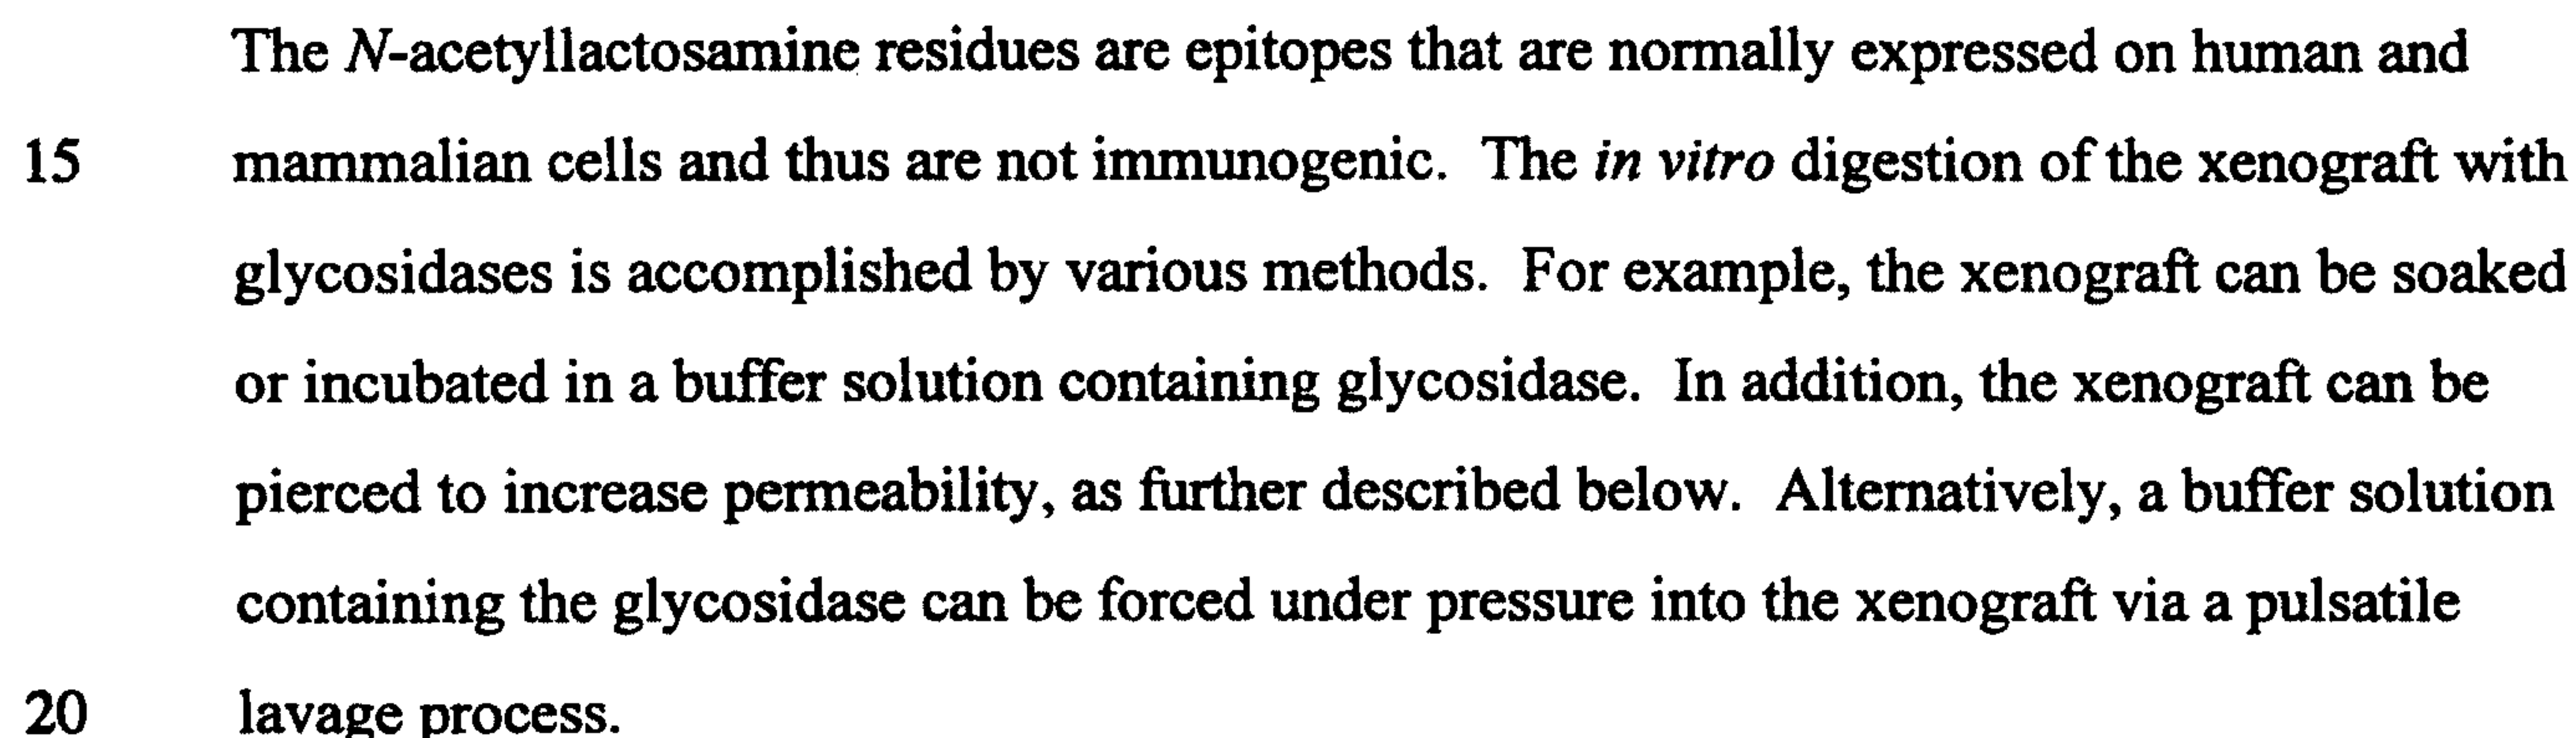 The N-acetyllactosamine residues are epitopes that are normally expressed on human and
15 mammalian cells and thus are not immunogenic. The in vitro digestion of the xenograft with
glycosidases is accomplished by various methods. For example, the xenograft can be soaked
or incubated in a buffer solution containing glycosidase. In addition, the xenograft can be
pierced to increase permeability, as further described below. Alternatively, a buffer solution
containing the glycosidase can be forced under pressure into the xenograft via a pulsatile
20 lavage process.